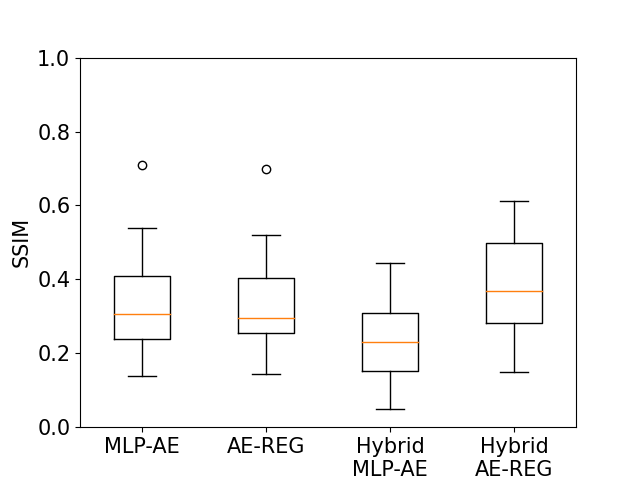 1.0
0.8
0.6
0.4
0.2
0.0
SSIM
MLP-AE
AE-REG
Hybrid
MLP-AE
Hybrid
AE-REG